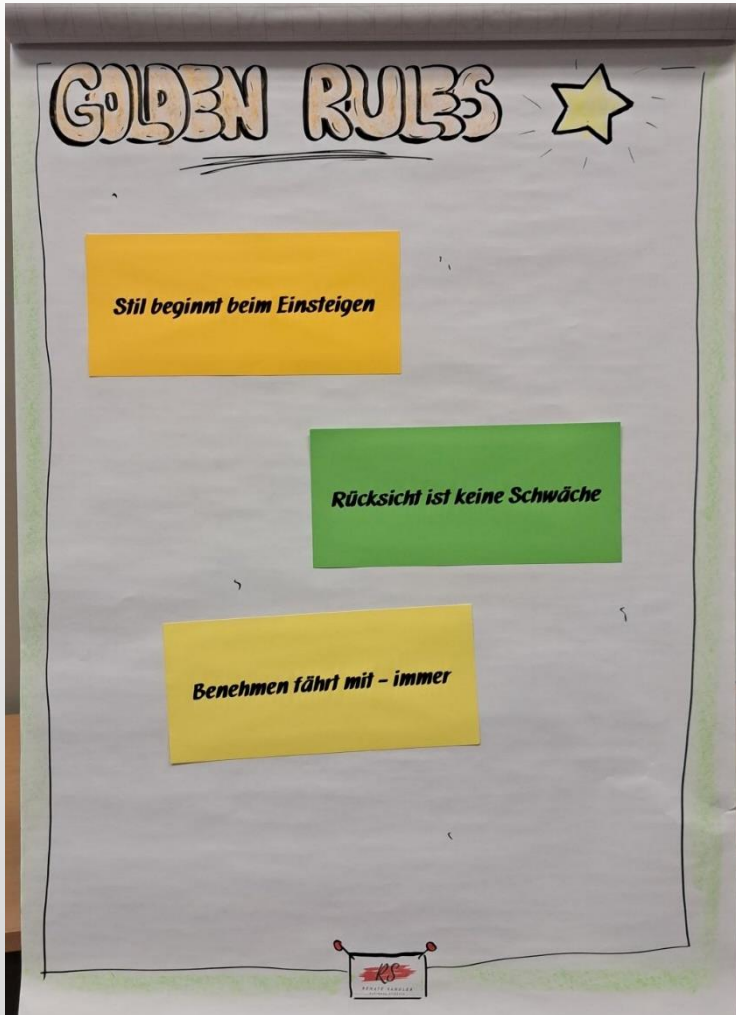 GOLDEN RULES
Stil beginnt beim Einsteigen
Rücksicht ist keine Schwäche
Benehmen fährt mit – immer
RS